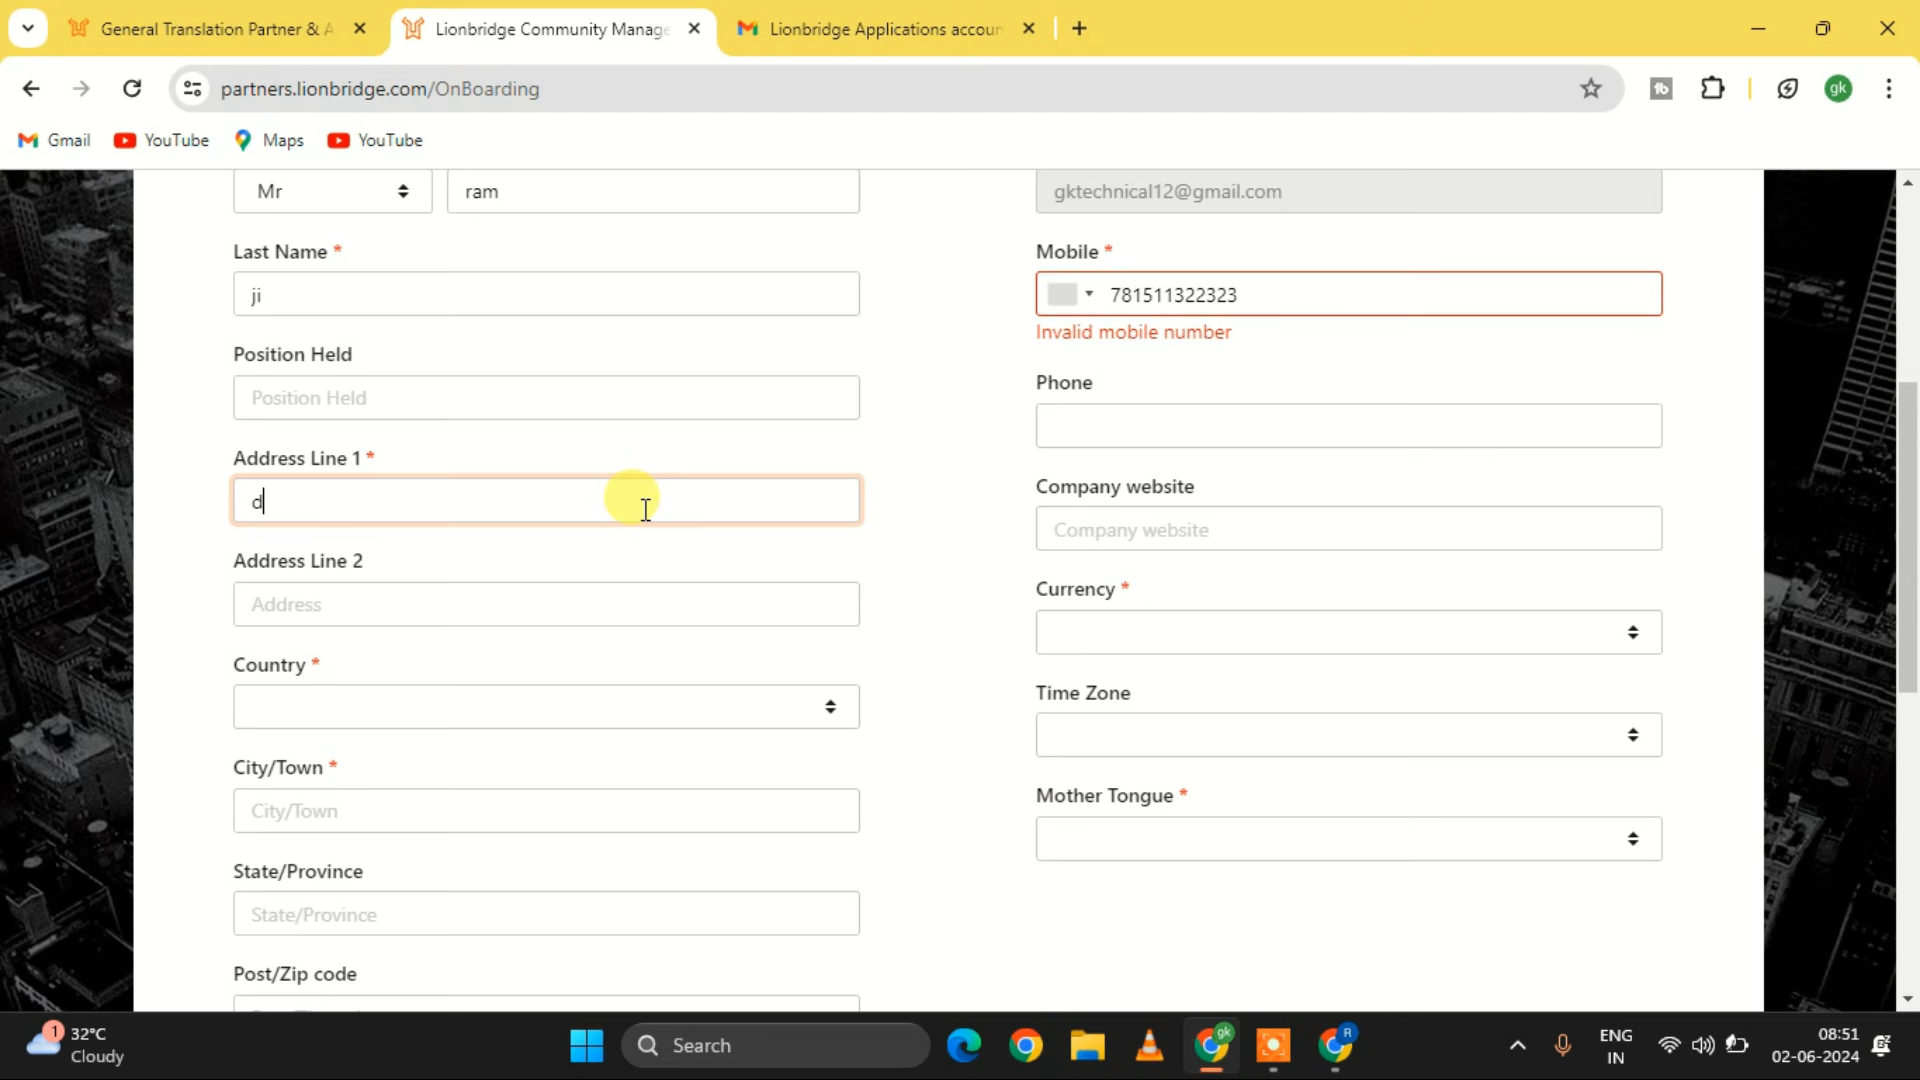 General Translation Partner & A
Lionbridge Community Manage
Lionbridge Applications accoun
partners.lionbridge.com/OnBoarding
gk
Gmail
YouTube
Maps
YouTube
Mr
ram
gktechnical12@gmail.com
Last Name *
ji
Mobile *
781511322323
Invalid mobile number
Position Held
Position Held
Phone
Address Line 1 *
d
Company website
Company website
Address Line 2
Address
Currency *
Country *
Time Zone
City/Town *
City/Town
Mother Tongue *
State/Province
State/Province
Post/Zip code
1
32°C
Cloudy
Search
gk
R
ENG
IN
08:51
02-06-2024